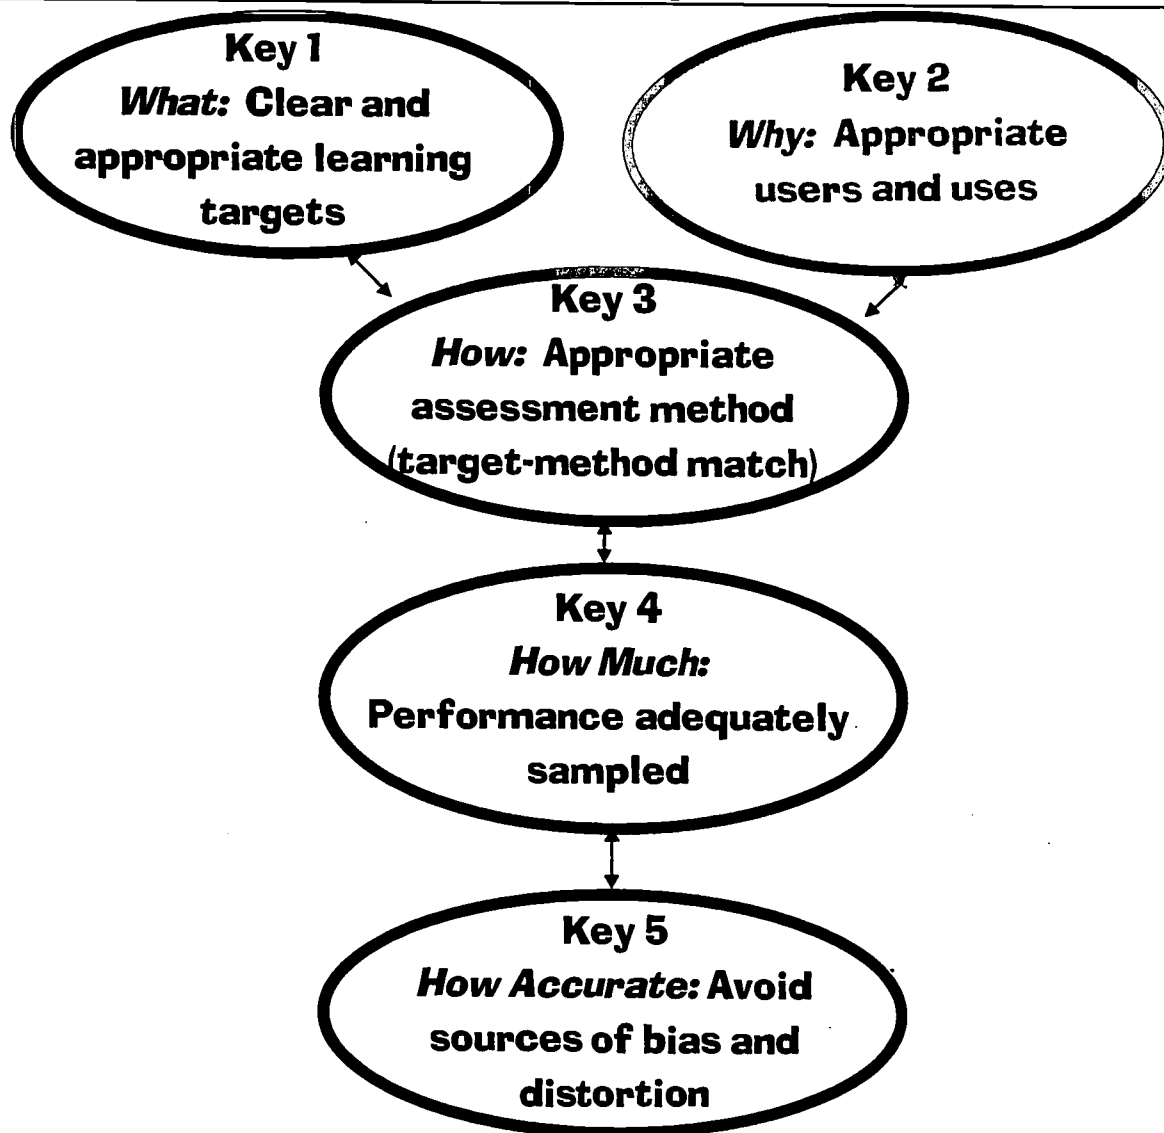 Key 1
What: Clear and
appropriate learning
targets
Key 2
Why: Appropriate
users and uses
Key 3
How: Appropriate
assessment method
(target-method match)
Key 4
How Much:
Performance adequately
sampled
Key 5
How Accurate: Avoid
sources of bias and
distortion